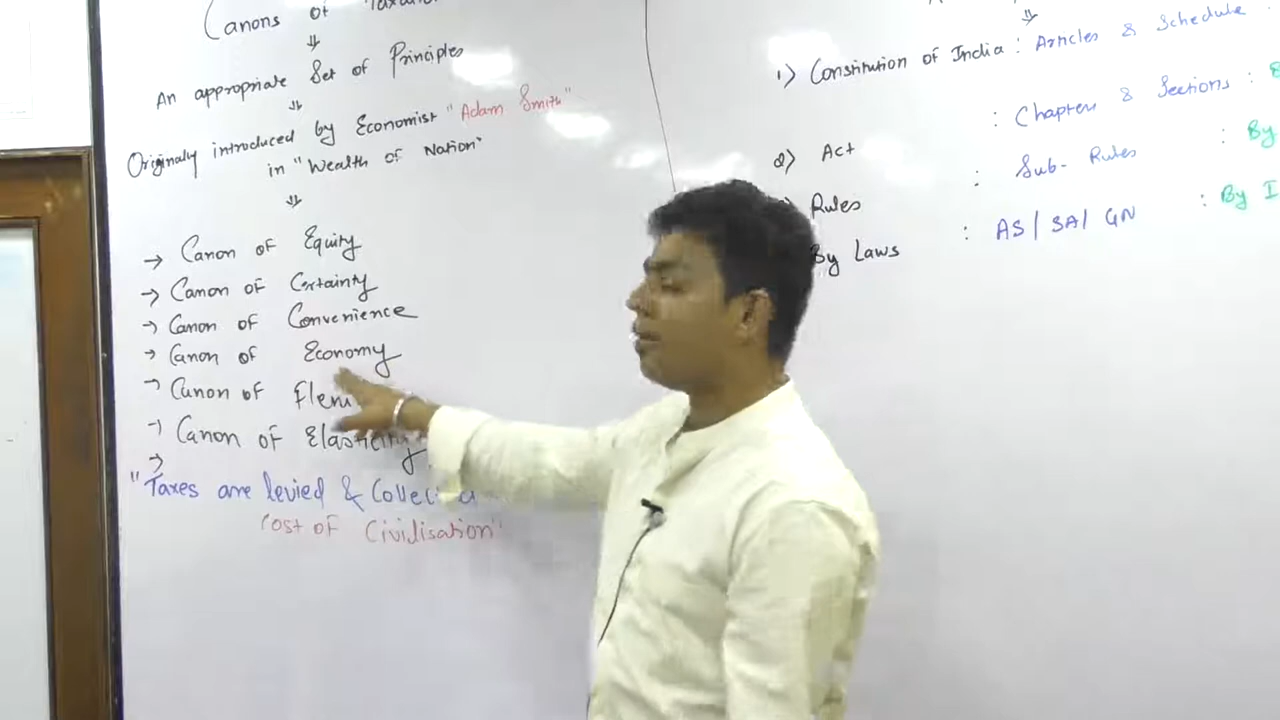 Canons of Taxation
An appropriate Set of Principles
Originally introduced by Economist "Adam Smith"
in "Wealth of Nation"
→ Canon of Equity
→ Canon of Certainty
→ Canon of Convenience
→ Canon of Economy
→ Canon of
→ Canon of Elasticity
"Taxes are levied &
Cost of Civilisation"
1) Constitution of India : Articles & Schedule
2) Act : Chapters & Sections :
Rules : Sub-Rules : By
By Laws : AS/SA/GN : By